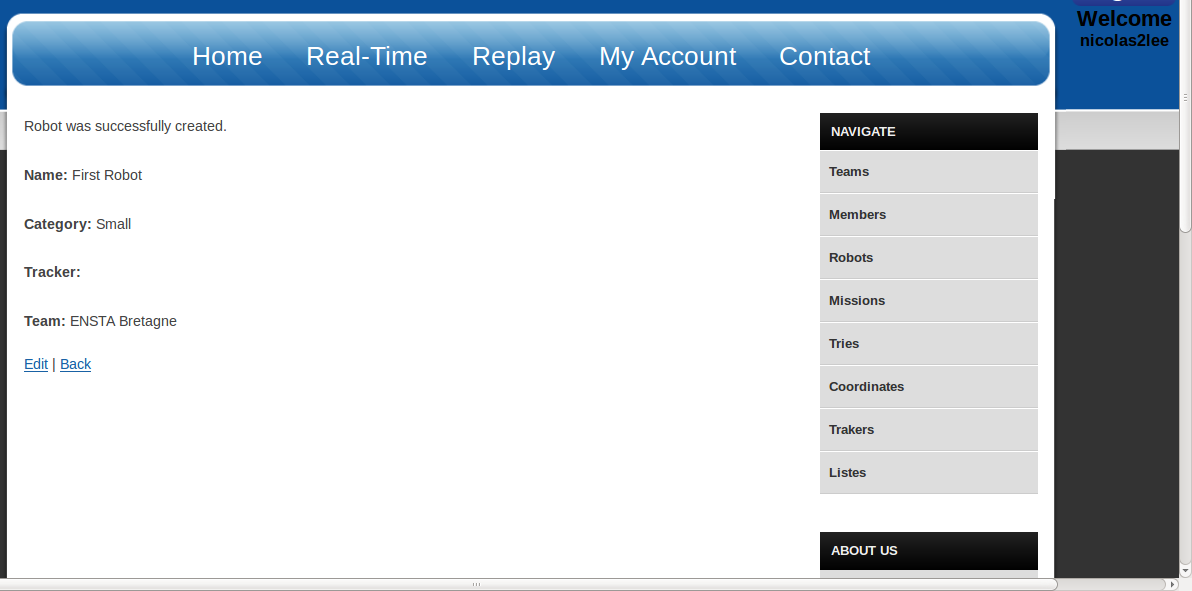 Welcome
nicolas2lee
Home Real-Time Replay My Account Contact
Robot was successfully created.
Name: First Robot
Category: Small
Tracker:
Team: ENSTA Bretagne
Edit | Back
NAVIGATE
Teams
Members
Robots
Missions
Tries
Coordinates
Trakers
Listes
ABOUT US